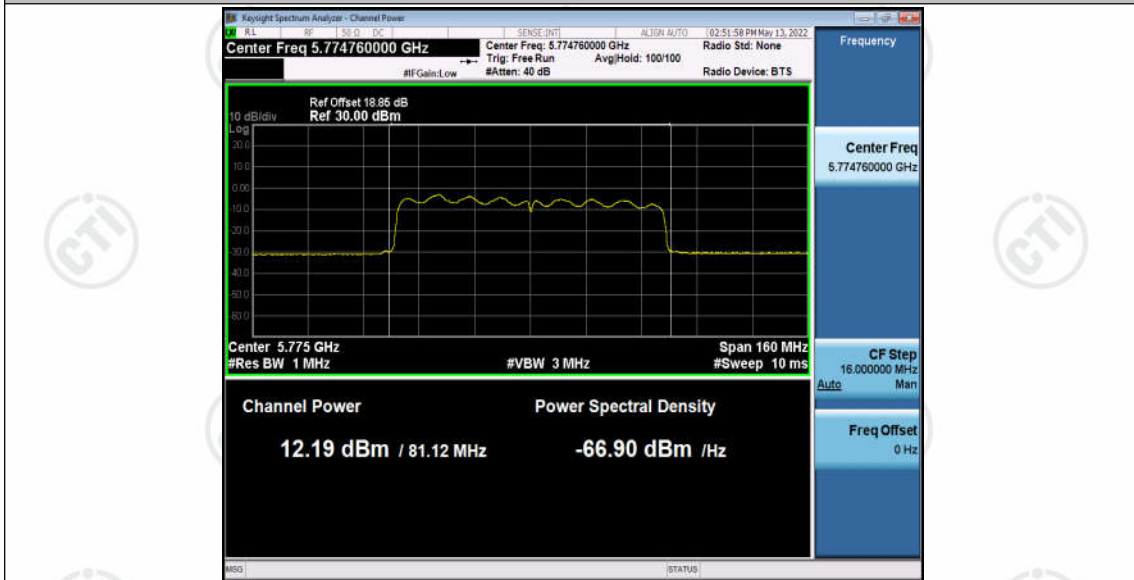 Keysight Spectrum Analyzer - Channel Power
RL RF 50 Ω DC SENSE:INT ALIGN AUTO 02:51:58 PM May 13, 2022
Center Freq 5.774760000 GHz
Center Freq: 5.774760000 GHz
Radio Std: None
Trig: Free Run Avg|Hold: 100/100
#IFGain:Low #Atten: 40 dB Radio Device: BTS
Frequency
Ref Offset 18.86 dB
10 dB/div Ref 30.00 dBm
Log
20.0
10.0
0.00
-10.0
-20.0
-30.0
-40.0
-50.0
-60.0
Center 5.775 GHz Span 160 MHz
#Res BW 1 MHz #VBW 3 MHz #Sweep 10 ms
Channel Power Power Spectral Density
12.19 dBm / 81.12 MHz -66.90 dBm /Hz
Center Freq
5.774760000 GHz
CF Step
16.000000 MHz
Auto Man
Freq Offset
0 Hz
MSG STATUS
CTI
CTI